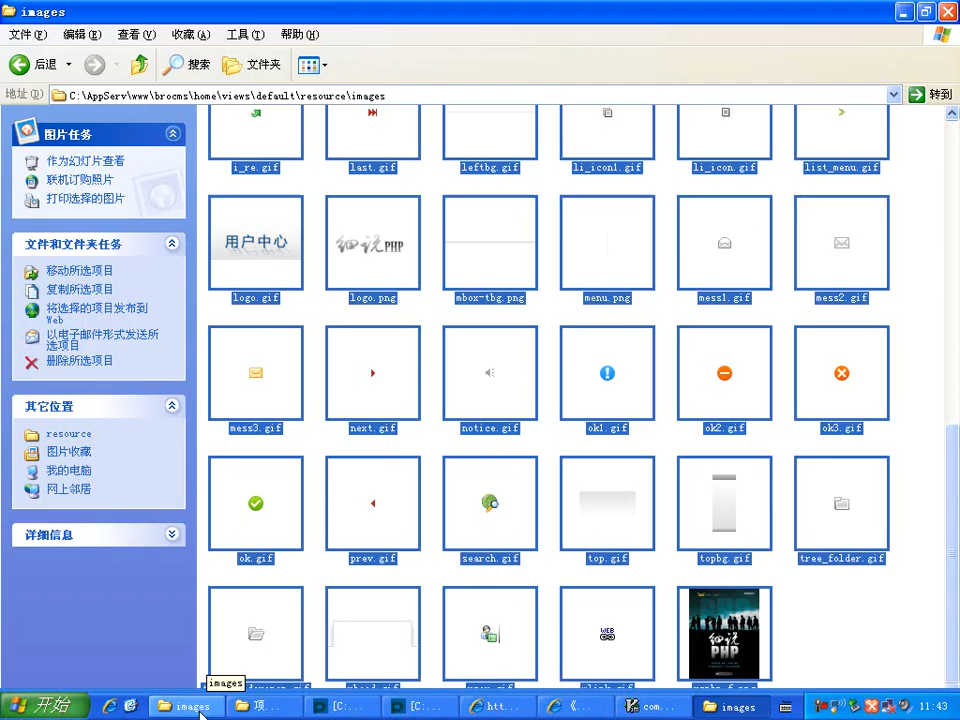 images
文件(F) 编辑(E) 查看(V) 收藏(A) 工具(T) 帮助(H)
后退 搜索 文件夹
地址(D) C:\AppServ\www\brocms\home\views\default\resource\images 转到
图片任务
作为幻灯片查看
联机订购照片
打印选择的图片
文件和文件夹任务
移动所选项目
复制所选项目
将选择的项目发布到
Web
以电子邮件形式发送所
选项目
删除所选项目
其它位置
resource
图片收藏
我的电脑
网上邻居
详细信息
i_re.gif last.gif leftbg.gif li_icon1.gif li_icon.gif list_menu.gif
用户中心 细说PHP
logo.gif logo.png mbox-tbg.png menu.png mess1.gif mess2.gif
mess3.gif next.gif notice.gif ok1.gif ok2.gif ok3.gif
ok.gif prev.gif search.gif top.gif topbg.gif tree_folder.gif
WEB
细说
PHP
images
开始 images 项... [C:... [C:... htt... 《... com... images 11:43